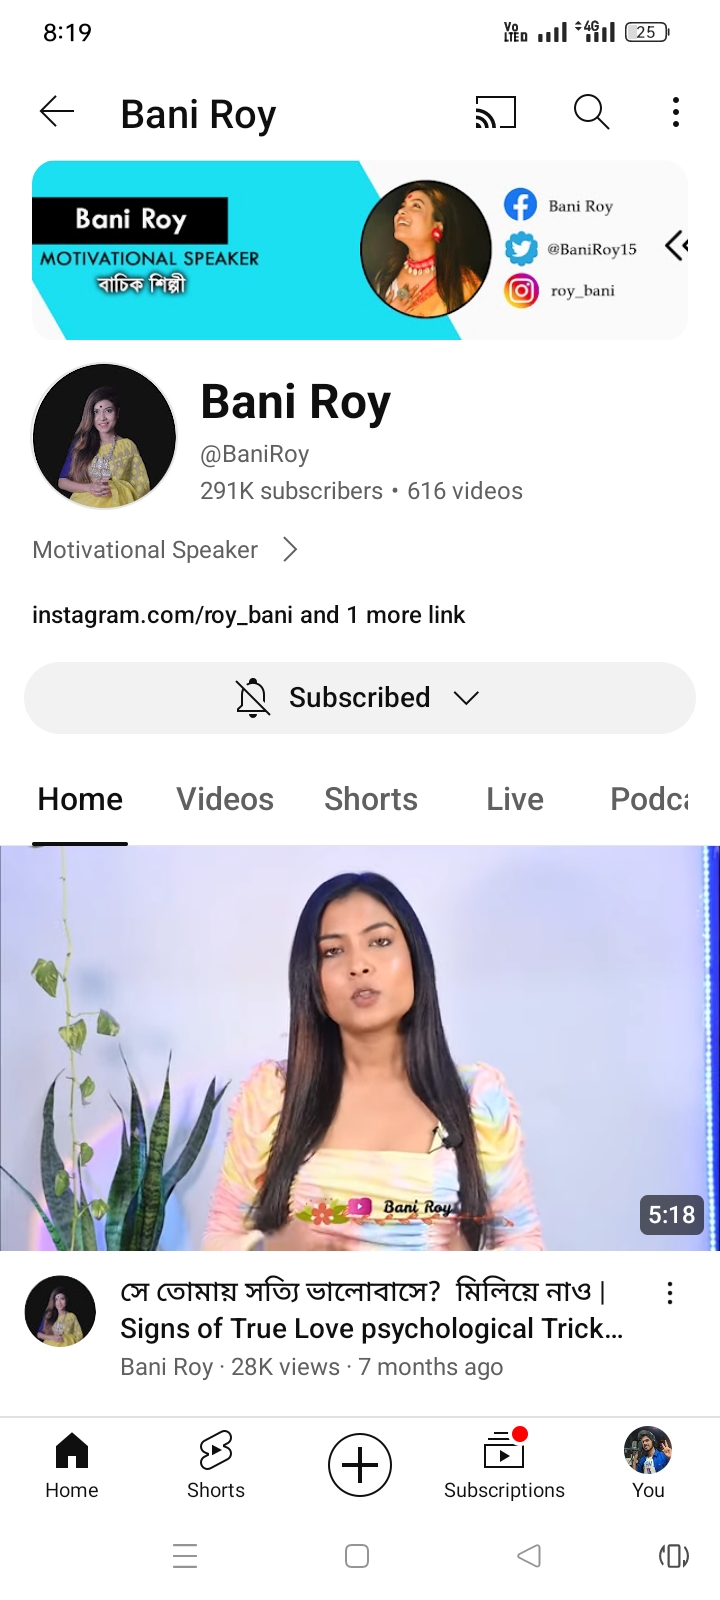 8:19
Vo LTE D 4G 25
Bani Roy
Bani Roy
MOTIVATIONAL SPEAKER
বাচিক শিল্পী
Bani Roy
@BaniRoy15
roy_bani
Bani Roy
@BaniRoy
291K subscribers • 616 videos
Motivational Speaker
instagram.com/roy_bani and 1 more link
Subscribed
Home Videos Shorts Live Podca
Bani Roy
5:18
সে তোমায় সত্যি ভালোবাসে? মিলিয়ে নাও |
Signs of True Love psychological Trick...
Bani Roy · 28K views · 7 months ago
Home Shorts Subscriptions You